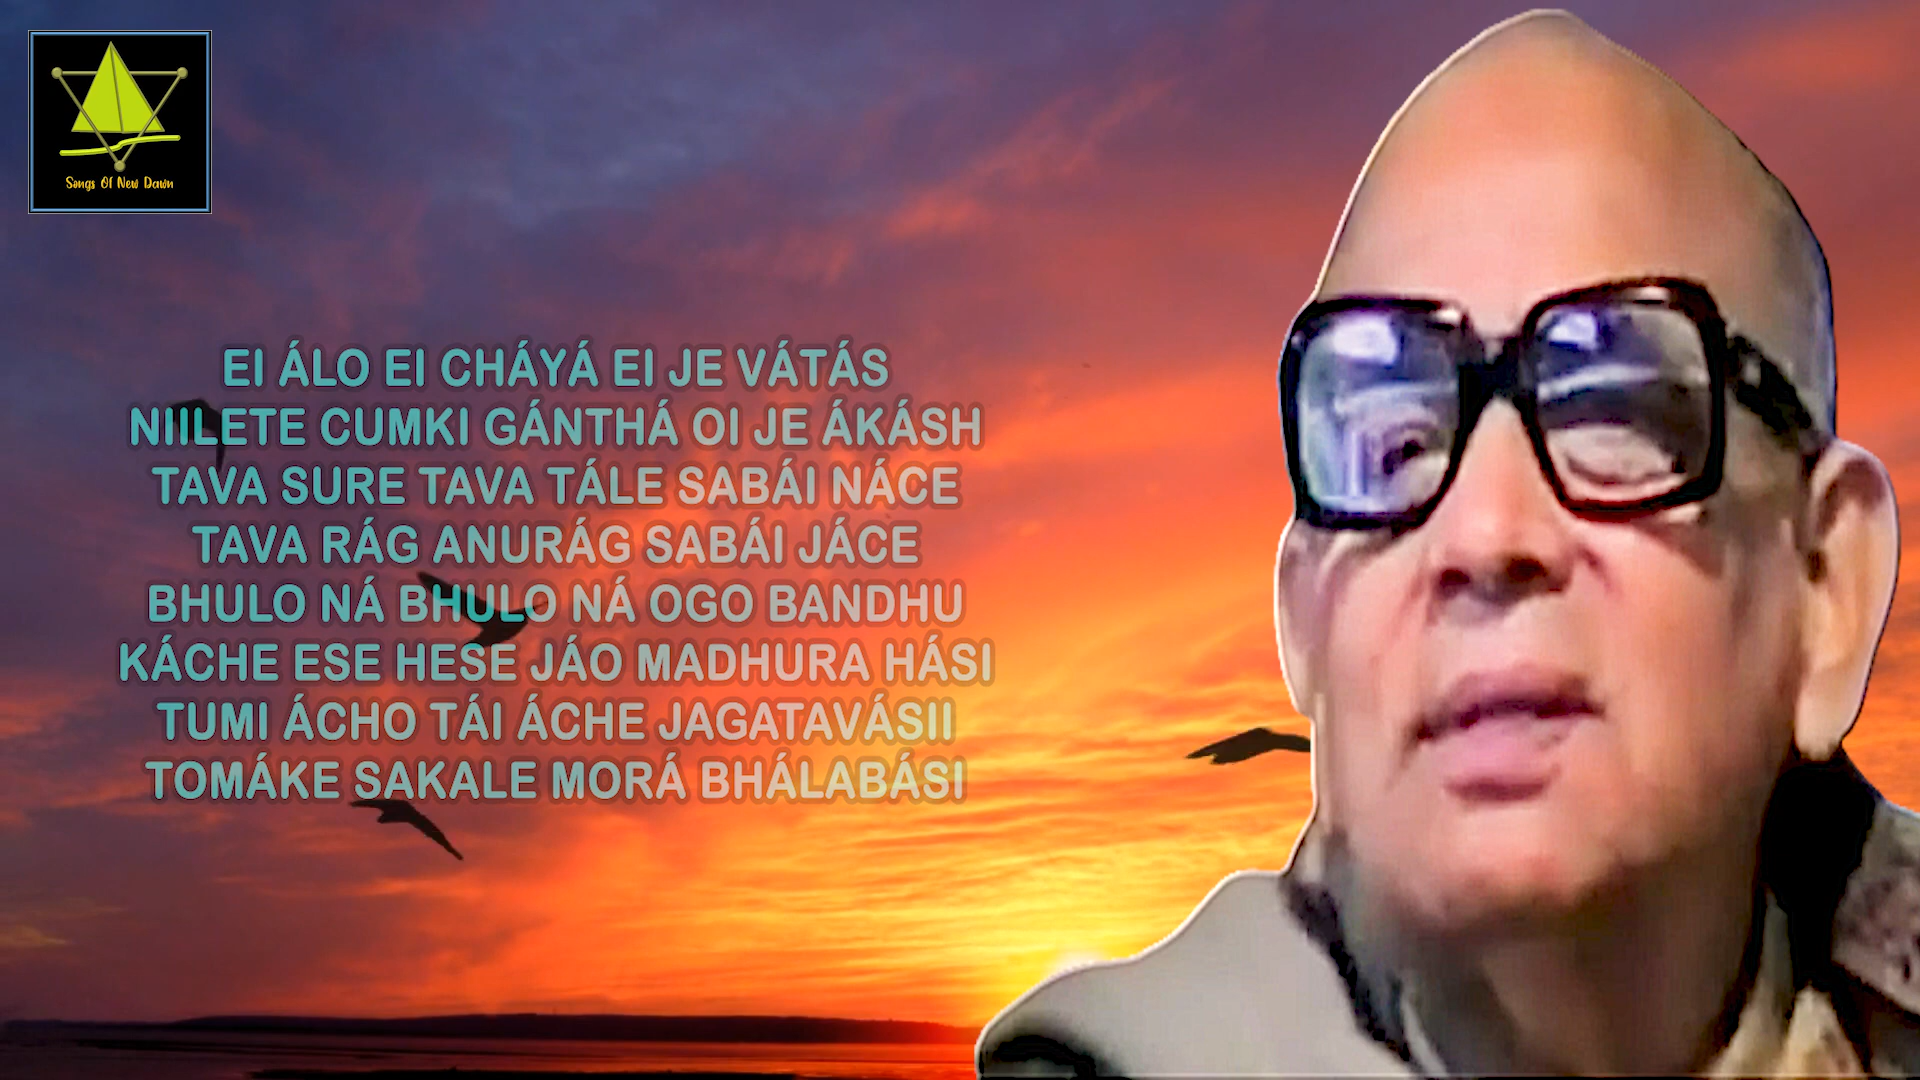 Songs Of New Dawn
EI ÁLO EI CHÁYÁ EI JE VÁTÁS
NIILETE CUMKI GÁNTHÁ OI JE ÁKÁSH
TAVA SURE TAVA TÁLE SABÁI NÁCE
TAVA RÁG ANURÁG SABÁI JÁCE
BHULO NÁ BHULO NÁ OGO BANDHU
KÁCHE ESE HESE JÁO MADHURA HÁSI
TUMI ÁCHO TÁI ÁCHE JAGATAVÁSII
TOMÁKE SAKALE MORÁ BHÁLABÁSI